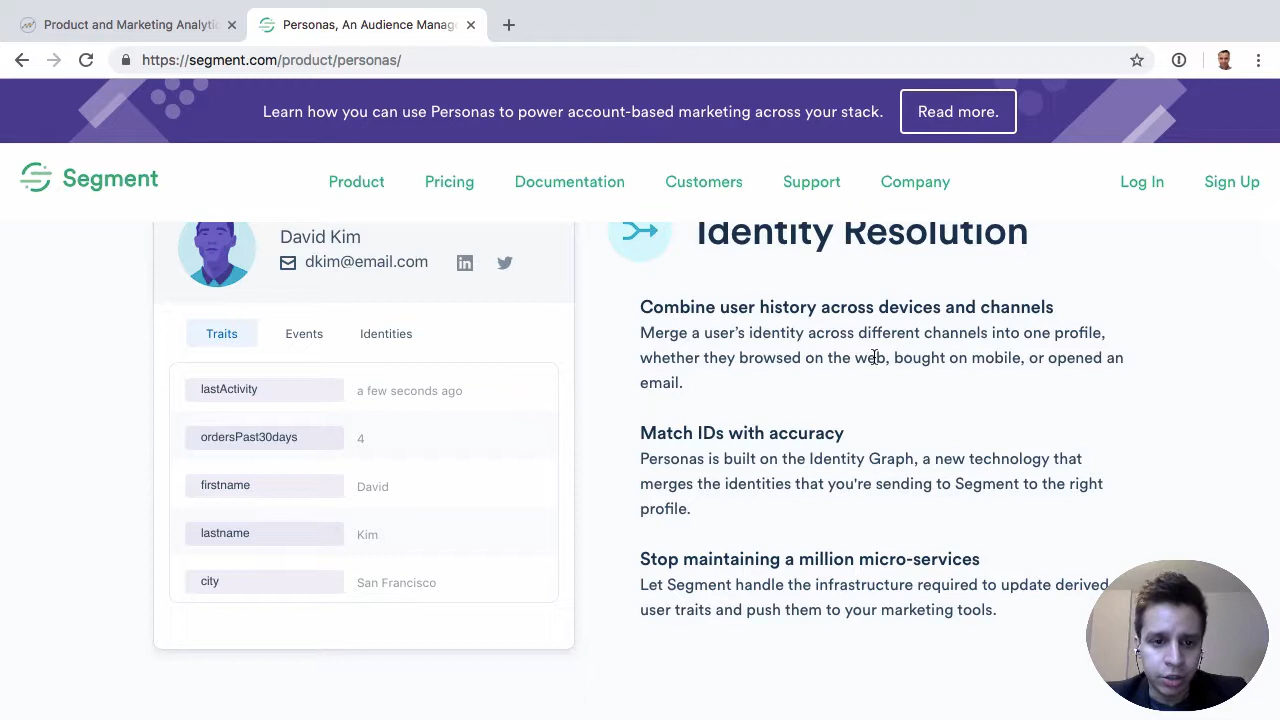 Product and Marketing Analytic
Personas, An Audience Manage
https://segment.com/product/personas/
Learn how you can use Personas to power account-based marketing across your stack.
Read more.
Segment
Product
Pricing
Documentation
Customers
Support
Company
Log In
Sign Up
David Kim
dkim@email.com
Traits
Events
Identities
lastActivity
a few seconds ago
ordersPast30days
4
firstname
David
lastname
Kim
city
San Francisco
Identity Resolution
Combine user history across devices and channels
Merge a user's identity across different channels into one profile,
whether they browsed on the web, bought on mobile, or opened an
email.
Match IDs with accuracy
Personas is built on the Identity Graph, a new technology that
merges the identities that you're sending to Segment to the right
profile.
Stop maintaining a million micro-services
Let Segment handle the infrastructure required to update derived
user traits and push them to your marketing tools.